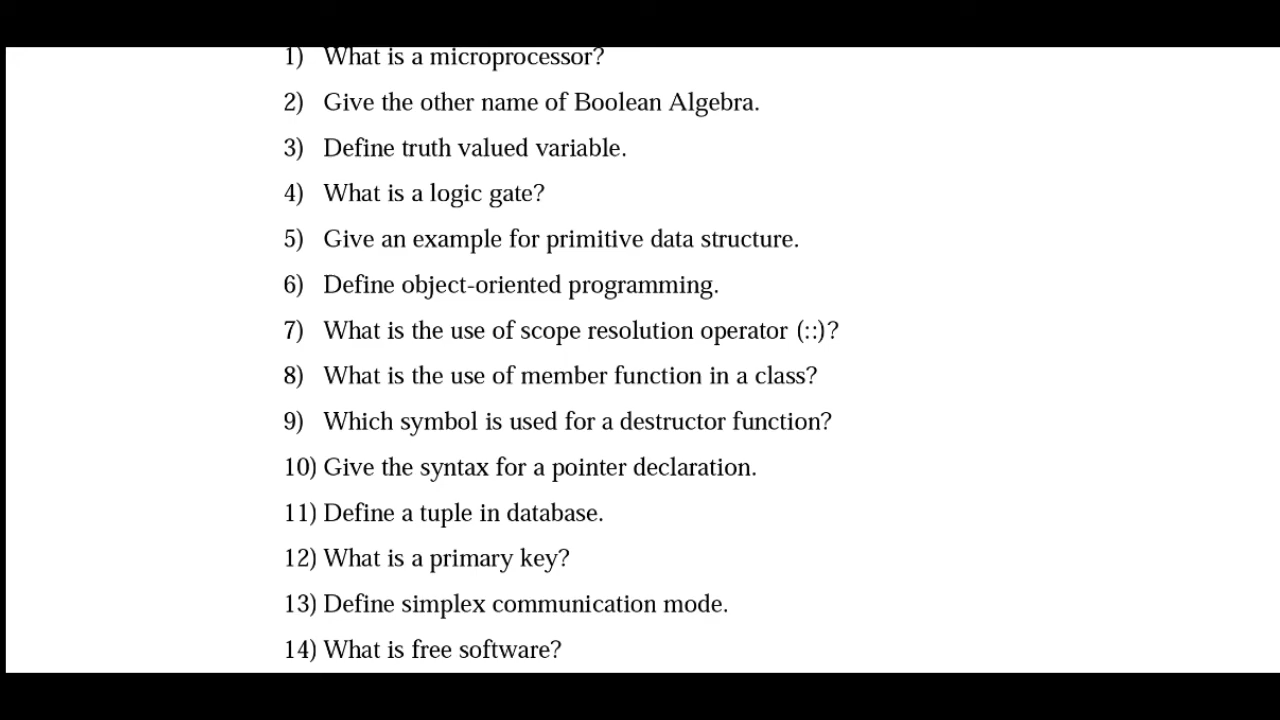 1) What is a microprocessor?
2) Give the other name of Boolean Algebra.
3) Define truth valued variable.
4) What is a logic gate?
5) Give an example for primitive data structure.
6) Define object-oriented programming.
7) What is the use of scope resolution operator (::)?
8) What is the use of member function in a class?
9) Which symbol is used for a destructor function?
10) Give the syntax for a pointer declaration.
11) Define a tuple in database.
12) What is a primary key?
13) Define simplex communication mode.
14) What is free software?